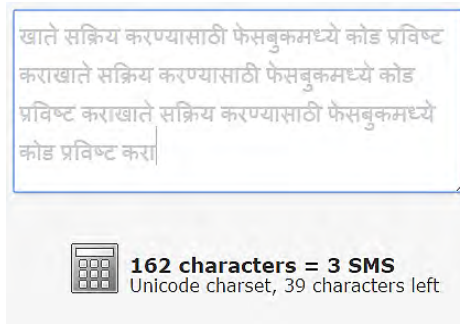 खाते सक्रिय करण्यासाठी फेसबुकमध्ये कोड प्रविष्ट
कराखाते सक्रिय करण्यासाठी फेसबुकमध्ये कोड
प्रविष्ट कराखाते सक्रिय करण्यासाठी फेसबुकमध्ये
कोड प्रविष्ट करा
162 characters = 3 SMS
Unicode charset, 39 characters left